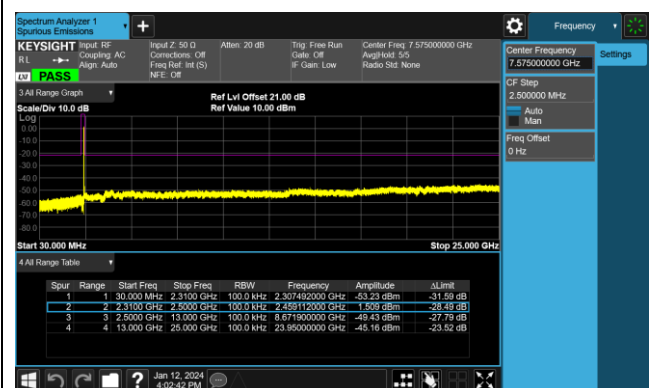 Spectrum Analyzer 1
Spurious Emissions
Frequency
KEYSIGHT
Input: RF
Input Z: 50 Ω
Atten: 20 dB
Trig: Free Run
Center Freq: 7.575000000 GHz
RL
Coupling: AC
Corrections: Off
Gate: Off
Avg|Hold: 5/5
Align: Auto
Freq Ref: Int (S)
IF Gain: Low
Radio Std: None
NFE: Off
PASS
Center Frequency
7.575000000 GHz
Settings
CF Step
2.500000 MHz
Auto
Man
Freq Offset
0 Hz
3 All Range Graph
Ref Lvl Offset 21.00 dB
Scale/Div 10.0 dB
Ref Value 10.00 dBm
Log
0.00
-10.0
-20.0
-30.0
-40.0
-50.0
-60.0
-70.0
-80.0
Start 30.000 MHz
Stop 25.000 GHz
4 All Range Table
Spur Range Start Freq Stop Freq RBW Frequency Amplitude ΔLimit
1 1 30.000 MHz 2.3100 GHz 100.0 kHz 2.307492000 GHz -53.23 dBm -31.59 dB
2 2 2.3100 GHz 2.5000 GHz 100.0 kHz 2.459112000 GHz 1.509 dBm -28.49 dB
3 3 2.5000 GHz 13.000 GHz 100.0 kHz 8.671900000 GHz -49.43 dBm -27.79 dB
4 4 13.000 GHz 25.000 GHz 100.0 kHz 23.95000000 GHz -45.16 dBm -23.52 dB
Jan 12, 2024
4:02:42 PM